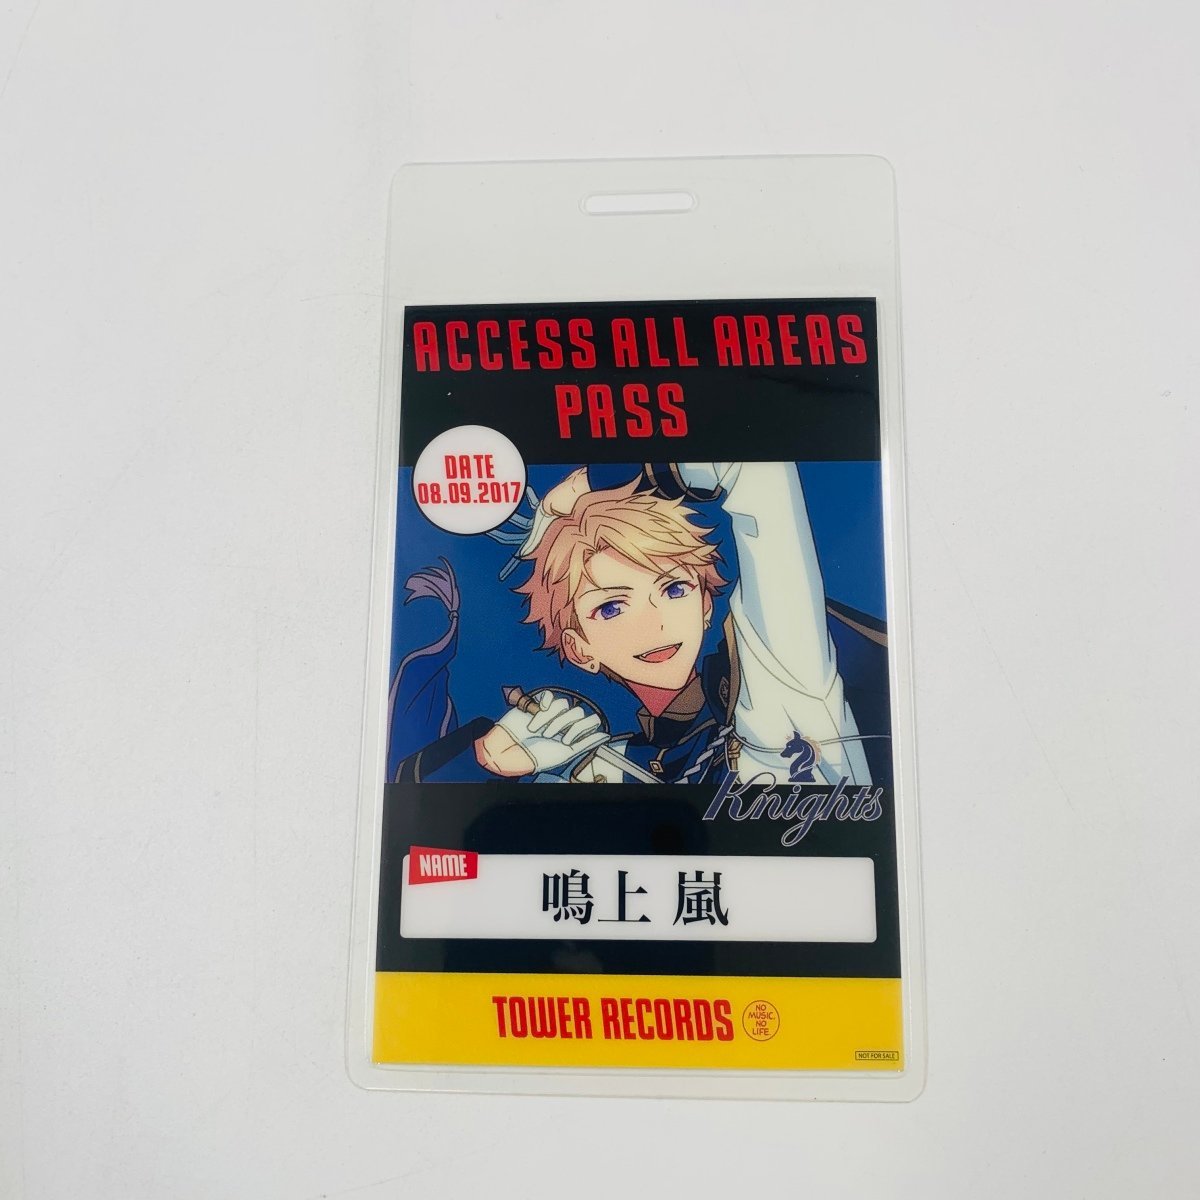 ACCESS ALL AREAS
PASS
DATE
08.09.2017
Knights
NAME
鳴上 嵐
TOWER RECORDS
NO
MUSIC,
NO
LIFE.
NOT FOR SALE